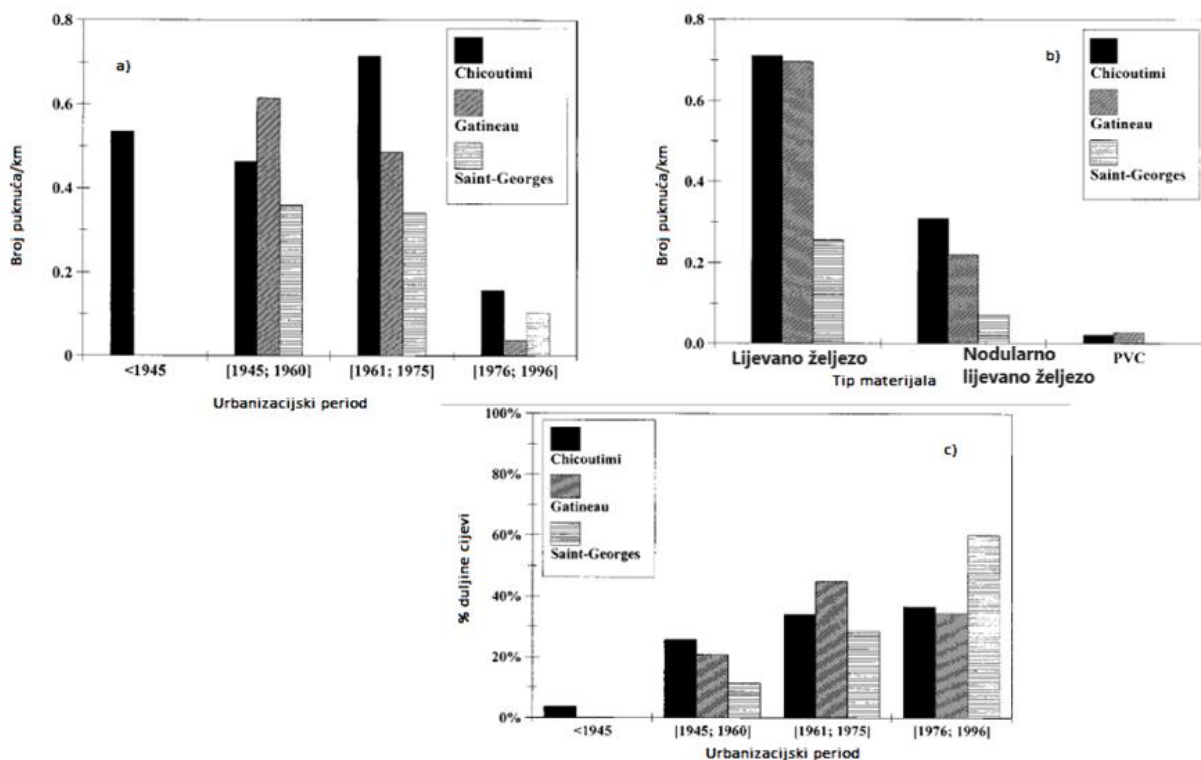 a)
0.8
0.6
0.4
0.2
0
Broj puknuća/km
Chicoutimi
Gatineau
Saint-Georges
<1945
[1945; 1960]
[1961; 1975]
[1976; 1996]
Urbanizacijski period
b)
0.8
0.6
0.4
0.2
0.0
Broj puknuća/km
Chicoutimi
Gatineau
Saint-Georges
Lijevano željezo
Nodularno
lijevano željezo
PVC
Tip materijala
c)
100%
80%
60%
40%
20%
0%
% duljine cijevi
Chicoutimi
Gatineau
Saint-Georges
<1945
[1945; 1960]
[1961; 1975]
[1976; 1996]
Urbanizacijski period